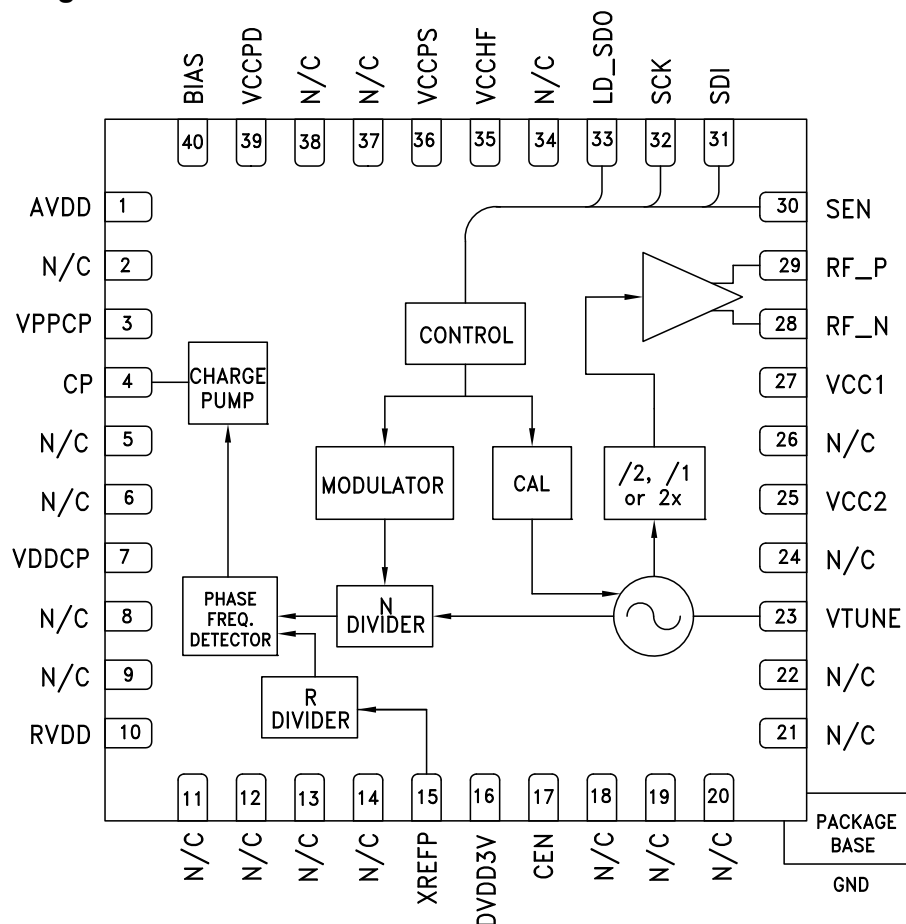 BIAS
VCCPD
N/C
N/C
VCCPS
VCCHF
N/C
LD_SDO
SCK
SDI
40
39
38
37
36
35
34
33
32
31
AVDD
1
N/C
2
VPPCP
3
CP
4
N/C
5
N/C
6
VDDCP
7
N/C
8
N/C
9
RVDD
10
30
SEN
29
RF_P
28
RF_N
27
VCC1
26
N/C
25
VCC2
24
N/C
23
VTUNE
22
N/C
21
N/C
CONTROL
CHARGE
PUMP
MODULATOR
CAL
/2, /1
or 2x
PHASE
FREQ.
DETECTOR
N
DIVIDER
R
DIVIDER
11
12
13
14
15
16
17
18
19
20
N/C
N/C
N/C
N/C
XREFP
DVDD3V
CEN
N/C
N/C
N/C
PACKAGE
BASE
GND